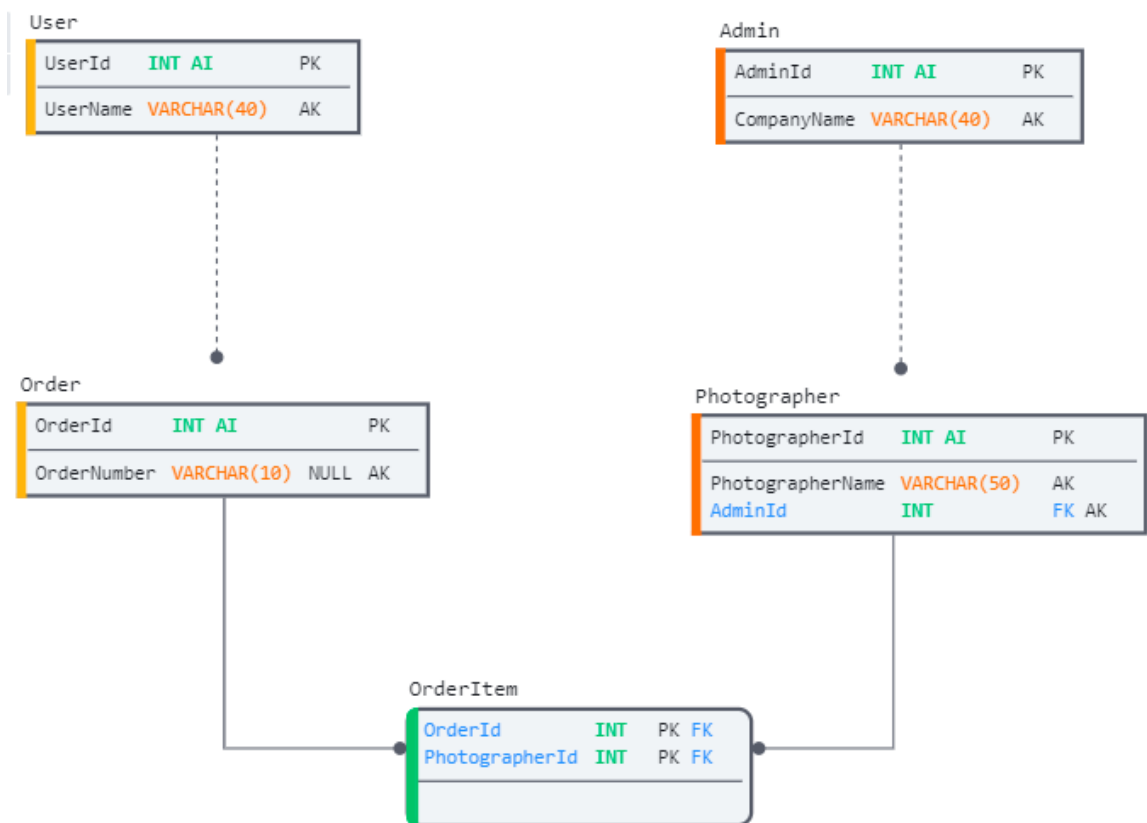 User
UserId INT AI PK
UserName VARCHAR(40) AK
Admin
AdminId INT AI PK
CompanyName VARCHAR(40) AK
Order
OrderId INT AI PK
OrderNumber VARCHAR(10) NULL AK
Photographer
PhotographerId INT AI PK
PhotographerName VARCHAR(50) AK
AdminId INT FK AK
OrderItem
OrderId INT PK FK
PhotographerId INT PK FK